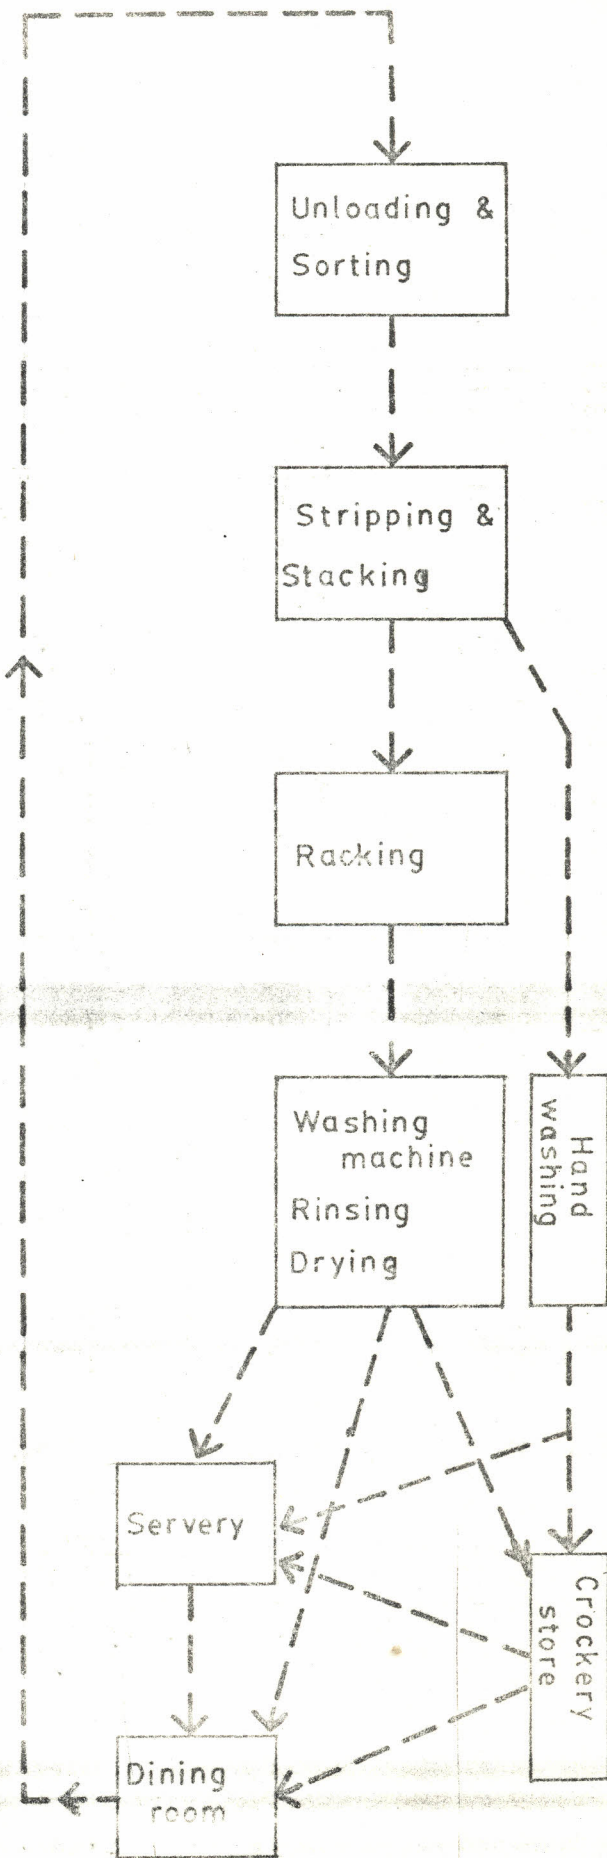 Unloading &
Sorting
Stripping &
Stacking
Racking
Washing
machine
Rinsing
Drying
Hand
washing
Servery
Crockery
store
Dining
room